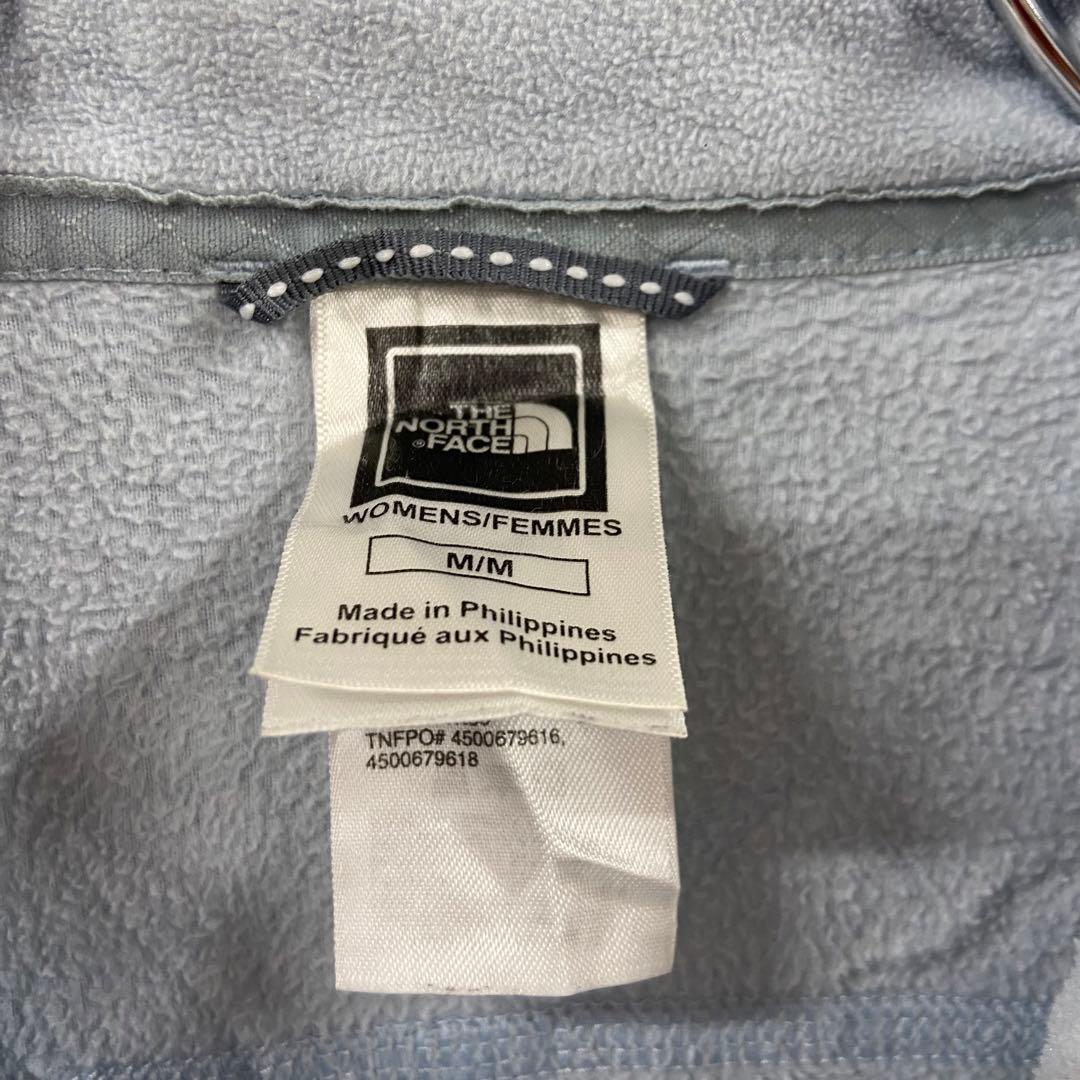 THE
NORTH
FACE
®
WOMENS/FEMMES
M/M
Made in Philippines
Fabriqué aux Philippines
TNFPO# 4500679616,
4500679618